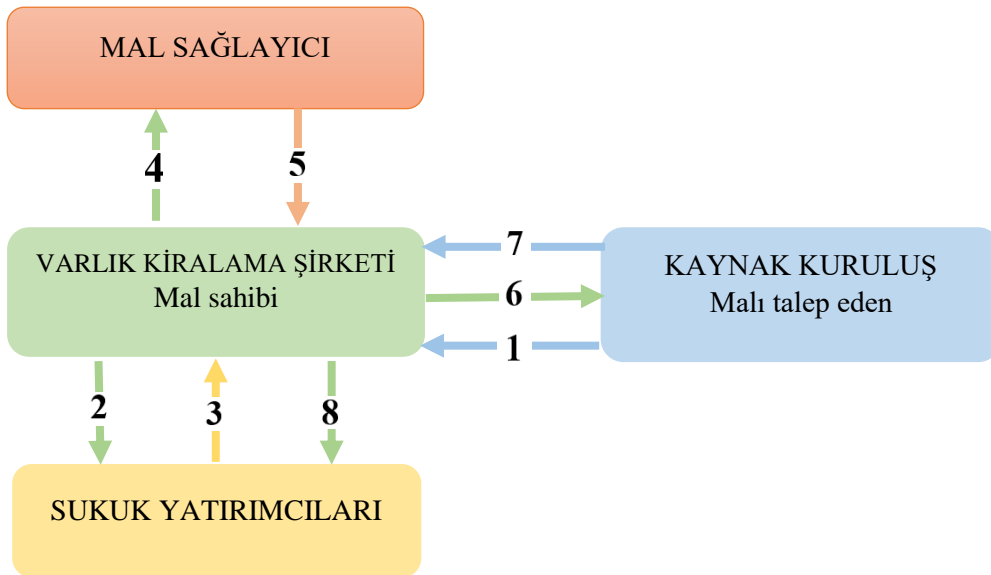 MAL SAĞLAYICI
4
5
VARLIK KİRALAMA ŞİRKETİ
Mal sahibi
7
6
1
KAYNAK KURULUŞ
Malı talep eden
2
3
8
SUKUK YATIRIMCILARI